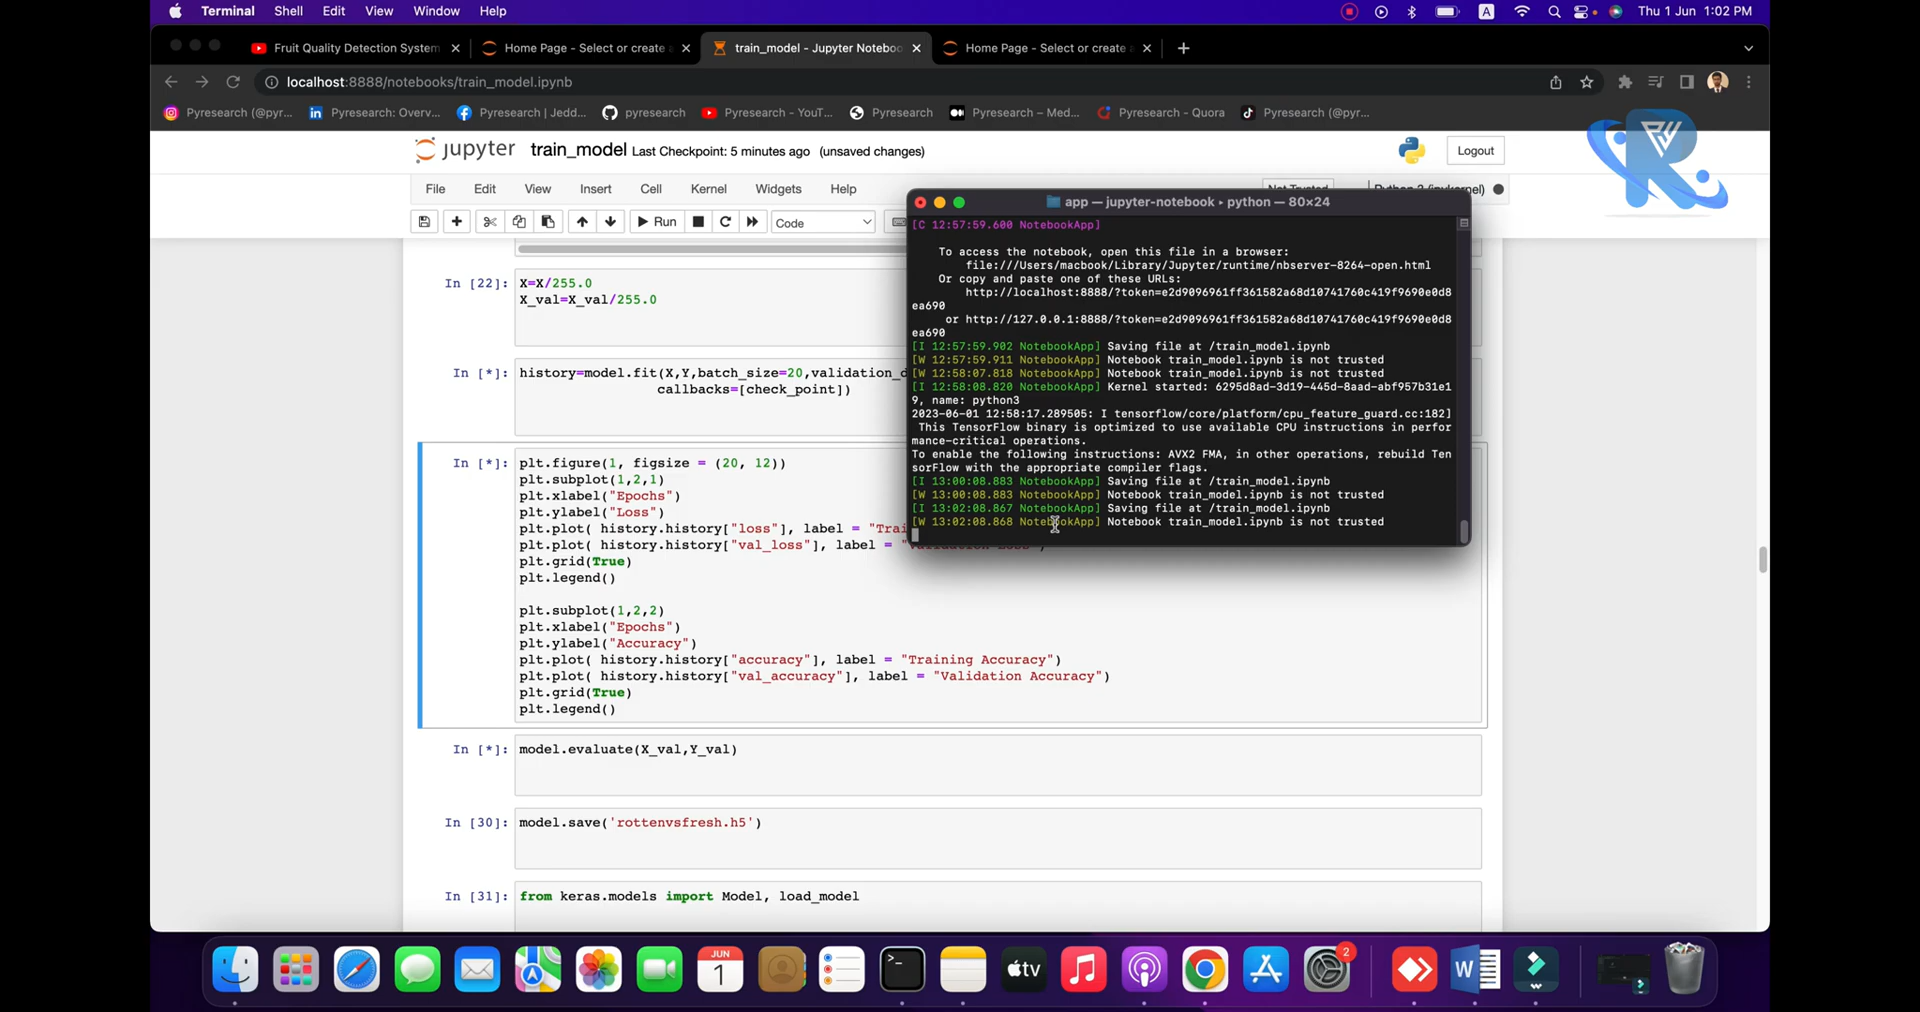 Terminal Shell Edit View Window Help A Thu 1 Jun 1:02 PM
Fruit Quality Detection System Home Page - Select or create a train_model - Jupyter Notebo Home Page - Select or create a
localhost:8888/notebooks/train_model.ipynb
Pyresearch (@pyr... Pyresearch: Overv... Pyresearch | Jedd... pyresearch Pyresearch - YouT... Pyresearch Pyresearch – Med... Pyresearch - Quora Pyresearch (@pyr...
jupyter train_model Last Checkpoint: 5 minutes ago (unsaved changes) Logout
File Edit View Insert Cell Kernel Widgets Help
Run Code
In [22]: X=X/255.0
X_val=X_val/255.0
In [*]: history=model.fit(X,Y,batch_size=20,validation_d
callbacks=[check_point])
In [*]: plt.figure(1, figsize = (20, 12))
plt.subplot(1,2,1)
plt.xlabel("Epochs")
plt.ylabel("Loss")
plt.plot( history.history["loss"], label = "Trai
plt.plot( history.history["val_loss"], label =
plt.grid(True)
plt.legend()
plt.subplot(1,2,2)
plt.xlabel("Epochs")
plt.ylabel("Accuracy")
plt.plot( history.history["accuracy"], label = "Training Accuracy")
plt.plot( history.history["val_accuracy"], label = "Validation Accuracy")
plt.grid(True)
plt.legend()
In [*]: model.evaluate(X_val,Y_val)
In [30]: model.save('rottenvsfresh.h5')
In [31]: from keras.models import Model, load_model
app — jupyter-notebook ▸ python — 80×24
[C 12:57:59.600 NotebookApp]
To access the notebook, open this file in a browser:
file:///Users/macbook/Library/Jupyter/runtime/nbserver-8264-open.html
Or copy and paste one of these URLs:
http://localhost:8888/?token=e2d9096961ff361582a68d10741760c419f9690e0d8
ea690
or http://127.0.0.1:8888/?token=e2d9096961ff361582a68d10741760c419f9690e0d8
ea690
[I 12:57:59.902 NotebookApp] Saving file at /train_model.ipynb
[W 12:57:59.911 NotebookApp] Notebook train_model.ipynb is not trusted
[W 12:58:07.818 NotebookApp] Notebook train_model.ipynb is not trusted
[I 12:58:08.820 NotebookApp] Kernel started: 6295d8ad-3d19-445d-8aad-abf957b31e1
9, name: python3
2023-06-01 12:58:17.289505: I tensorflow/core/platform/cpu_feature_guard.cc:182]
This TensorFlow binary is optimized to use available CPU instructions in perfor
mance-critical operations.
To enable the following instructions: AVX2 FMA, in other operations, rebuild Ten
sorFlow with the appropriate compiler flags.
[I 13:00:08.883 NotebookApp] Saving file at /train_model.ipynb
[W 13:00:08.883 NotebookApp] Notebook train_model.ipynb is not trusted
[I 13:02:08.867 NotebookApp] Saving file at /train_model.ipynb
[W 13:02:08.868 NotebookApp] Notebook train_model.ipynb is not trusted
JUN
1
tv
2
W